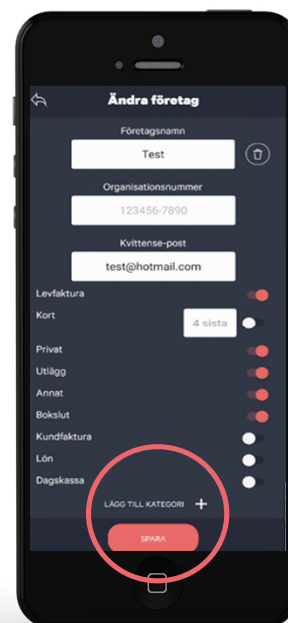 Ändra företag
Företagsnamn
Test
Organisationsnummer
123456-7890
Kvittense-post
test@hotmail.com
Levfaktura
Kort
4 sista
Privat
Utlägg
Annat
Bokslut
Kundfaktura
Lön
Dagskassa
LÄGG TILL KATEGORI +
SPARA